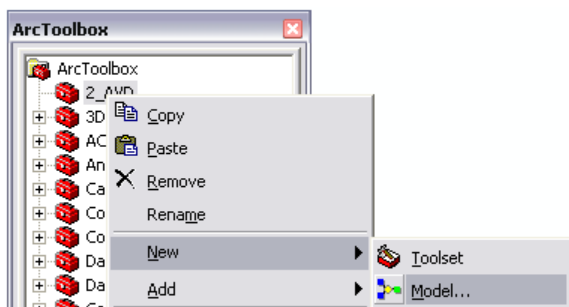 ArcToolbox
ArcToolbox
2_AVD
3D
AC
An
Ca
Co
Co
Da
Da
Copy
Paste
Remove
Rename
New
Add
Toolset
Model...